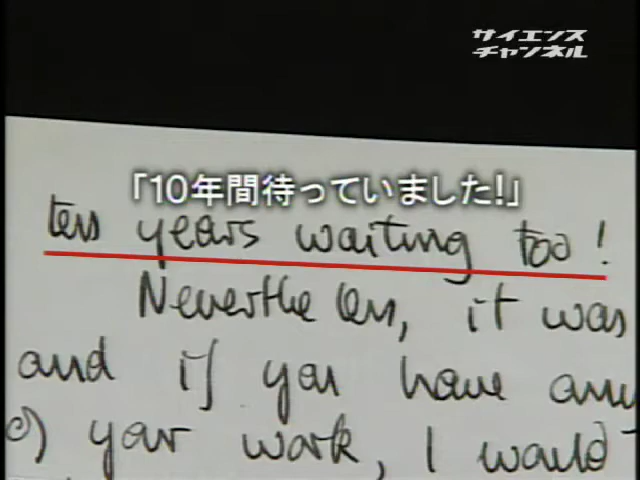 サイエンス
チャンネル
「10年間待っていました!」
ten years waiting too!
Nevertheless, it was
and if you have any
of your work, I would